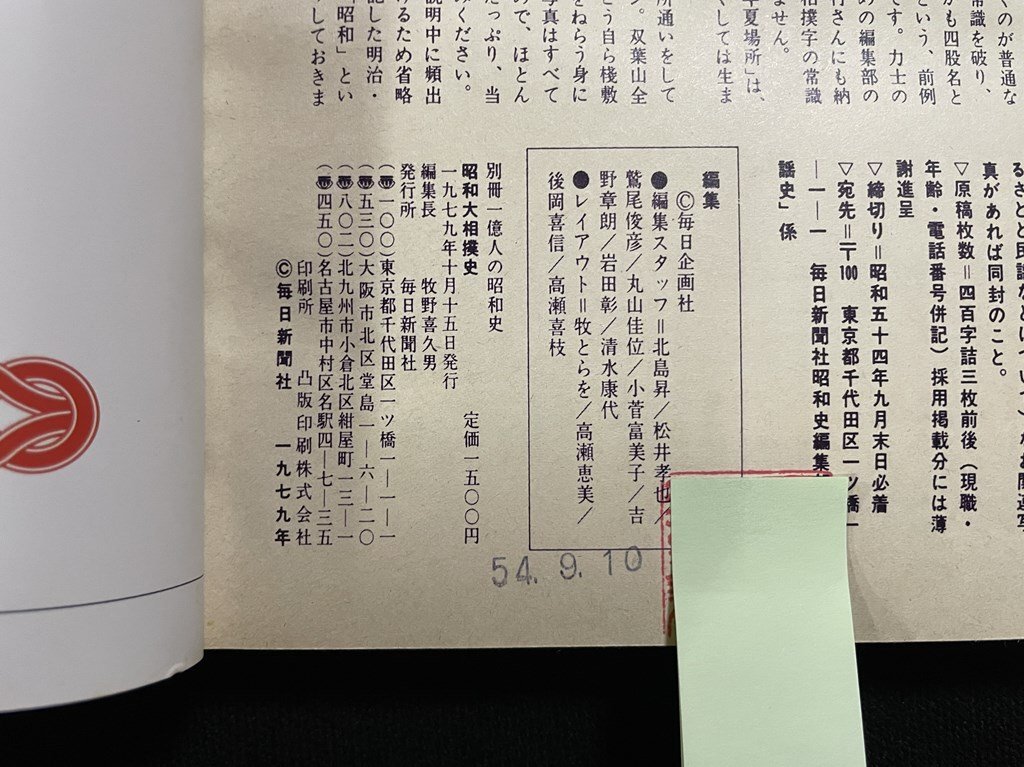 くのが普通な
常識を破り、
かも四股名と
という、前例
です。力士の
めの編集部の
行さんにも納
相撲字の常識
ません。
年夏場所」は、
くしては生ま
所通いをして
ン。双葉山全
どう自ら桟敷
をねらう身に
写真はすべて
ので、ほとん
たっぷり、当
みください。
説明中に頻出
けるため省略
記した明治・
「昭和」とい
しておきま
真があれば同封のこと。
▽原稿枚数=四百字詰三枚前後(現職・
年齢・電話番号併記)採用掲載分には薄
謝進呈
▽締切り=昭和五十四年九月末日必着
▽宛先=〒100 東京都千代田区一ツ橋一
―一―一 毎日新聞社昭和史編集
謡史」係
編集
©毎日企画社
●編集スタッフ=北島昇/松井孝也/
鷲尾俊彦/丸山佳位/小菅富美子/吉
野章朗/岩田彰/清水康代
●レイアウト=牧とらを/高瀬恵美/
後岡喜信/高瀬喜枝
別冊一億人の昭和史
昭和大相撲史
一九七九年十月十五日発行 定価一五〇〇円
編集長 牧野喜久男
発行所 毎日新聞社
(〒一〇〇)東京都千代田区一ツ橋一―一―一
(〒五三〇)大阪市北区堂島一―六―二〇
(〒八〇二)北九州市小倉北区紺屋町一三―一
(〒四五〇)名古屋市中村区名駅四―七―三五
印刷所 凸版印刷株式会社
©毎日新聞社 一九七九年
54. 9. 10